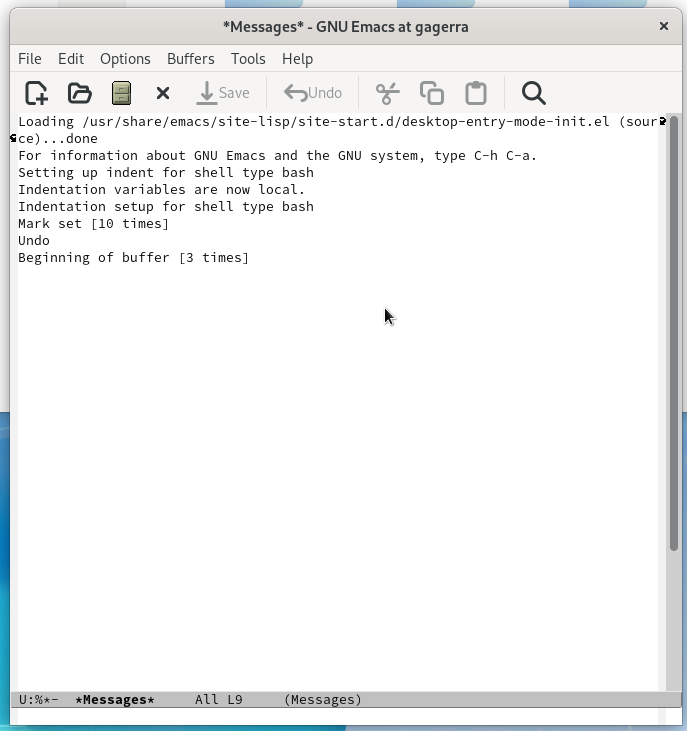 *Messages* - GNU Emacs at gagerra
File Edit Options Buffers Tools Help
Save Undo
Loading /usr/share/emacs/site-lisp/site-start.d/desktop-entry-mode-init.el (sour
ce)...done
For information about GNU Emacs and the GNU system, type C-h C-a.
Setting up indent for shell type bash
Indentation variables are now local.
Indentation setup for shell type bash
Mark set [10 times]
Undo
Beginning of buffer [3 times]
U:%*- *Messages* All L9 (Messages)